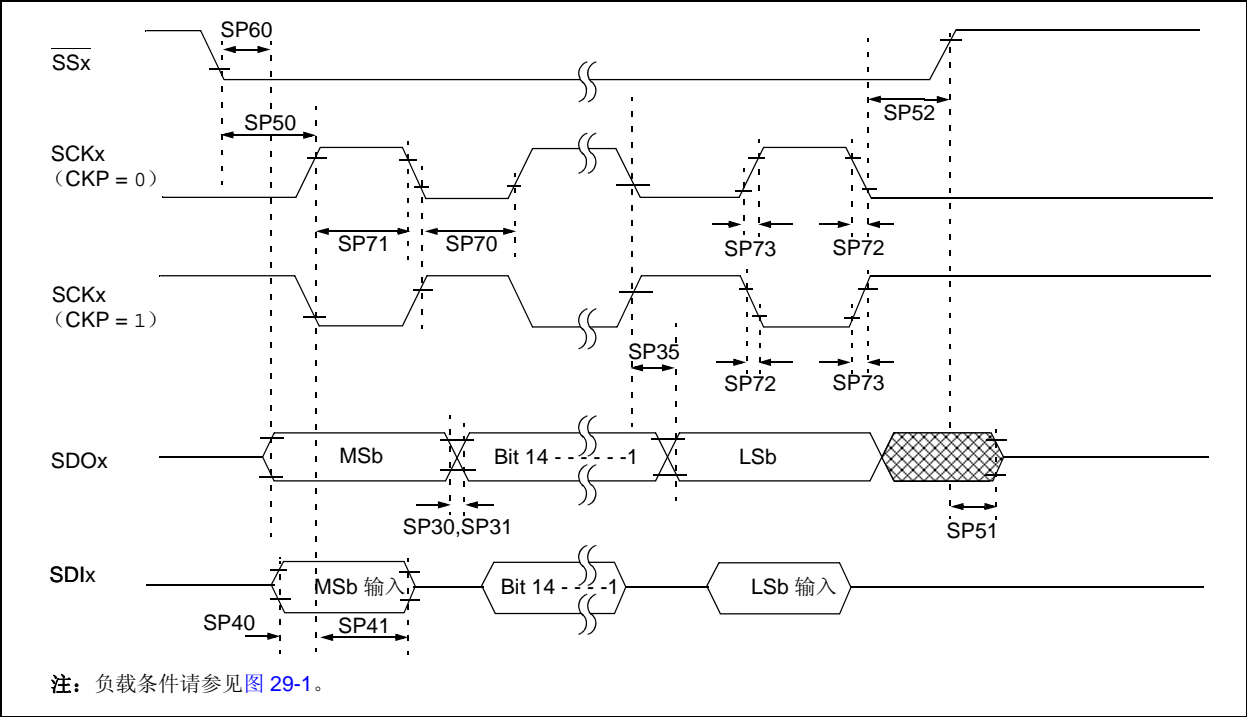 SP60
SSx
SP52
SP50
SCKx
（CKP = 0）
SP71
SP70
SP73
SP72
SCKx
（CKP = 1）
SP35
SP72
SP73
SDOx
MSb
Bit 14 - - - - - -1
LSb
SP30,SP31
SP51
SDIx
MSb 输入
Bit 14 - - - -1
LSb 输入
SP40
SP41
注：负载条件请参见图 29-1。